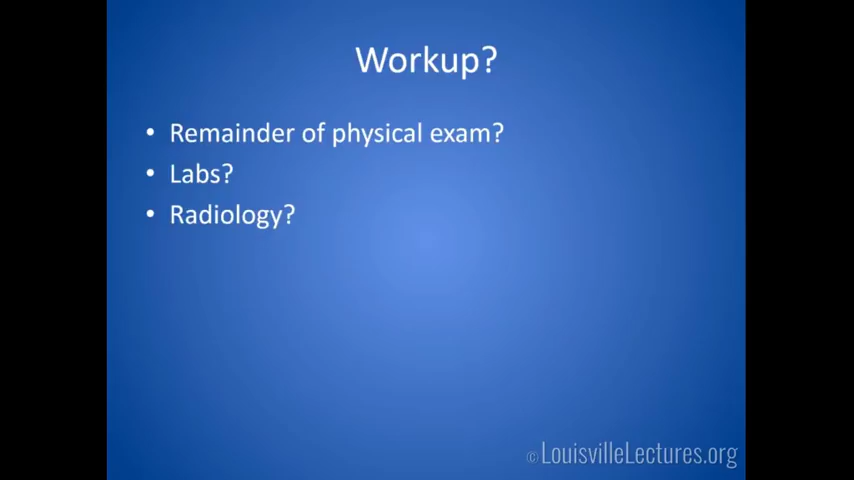 Workup?
• Remainder of physical exam?
• Labs?
• Radiology?
© LouisvilleLectures.org